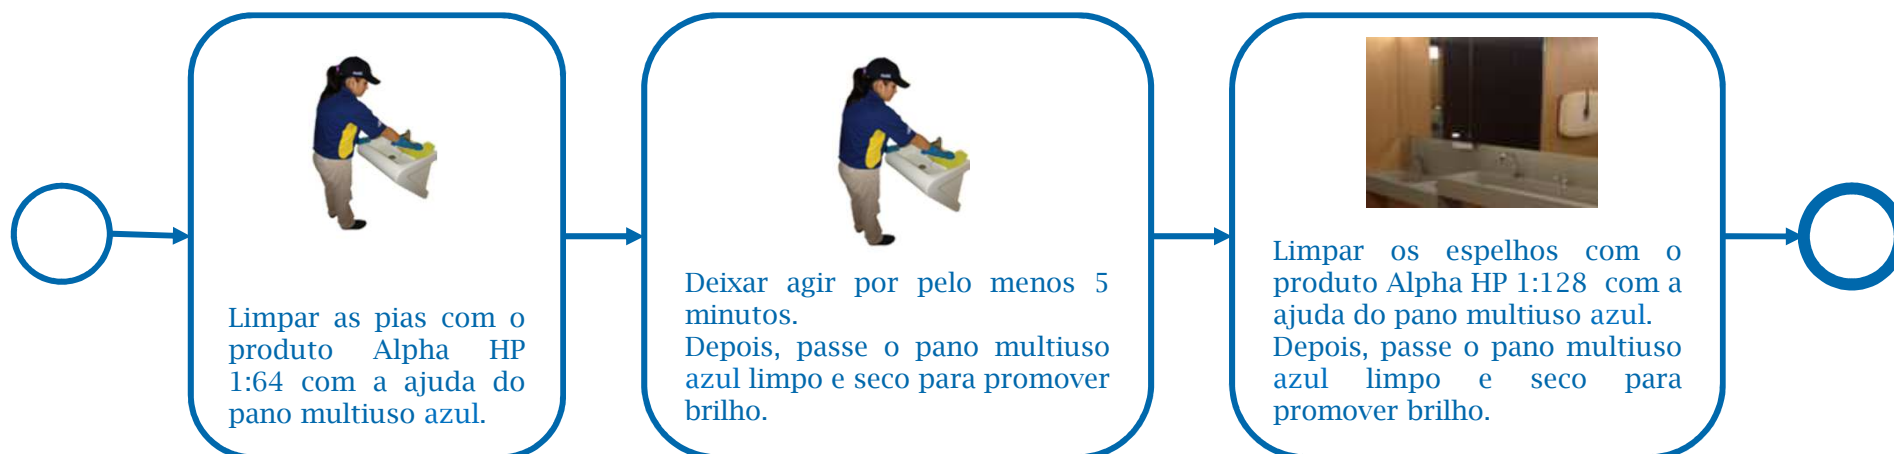 Limpar as pias com o
produto Alpha HP
1:64 com a ajuda do
pano multiuso azul.
Deixar agir por pelo menos 5
minutos.
Depois, passe o pano multiuso
azul limpo e seco para promover
brilho.
Limpar os espelhos com o
produto Alpha HP 1:128 com a
ajuda do pano multiuso azul.
Depois, passe o pano multiuso
azul limpo e seco para
promover brilho.